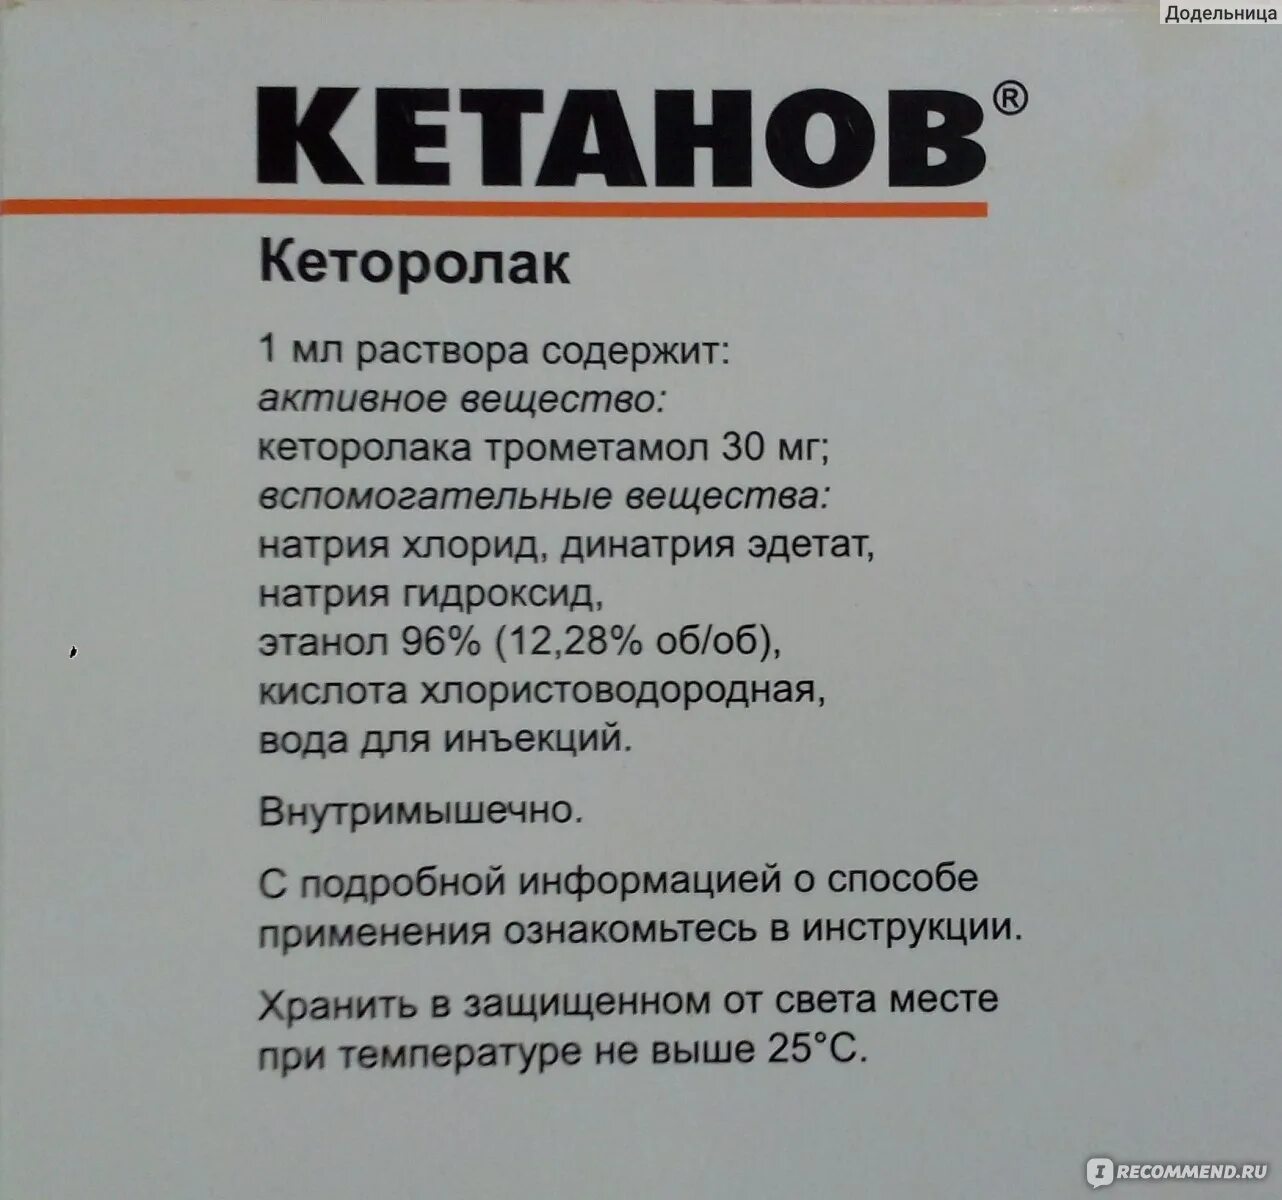 Додельница
КЕТАНОВ®
Кеторолак
1 мл раствора содержит:
активное вещество:
кеторолака трометамол 30 мг;
вспомогательные вещества:
натрия хлорид, динатрия эдетат,
натрия гидроксид,
этанол 96% (12,28% об/об),
кислота хлористоводородная,
вода для инъекций.
Внутримышечно.
С подробной информацией о способе
применения ознакомьтесь в инструкции.
Хранить в защищенном от света месте
при температуре не выше 25°С.
IRECOMMEND.RU